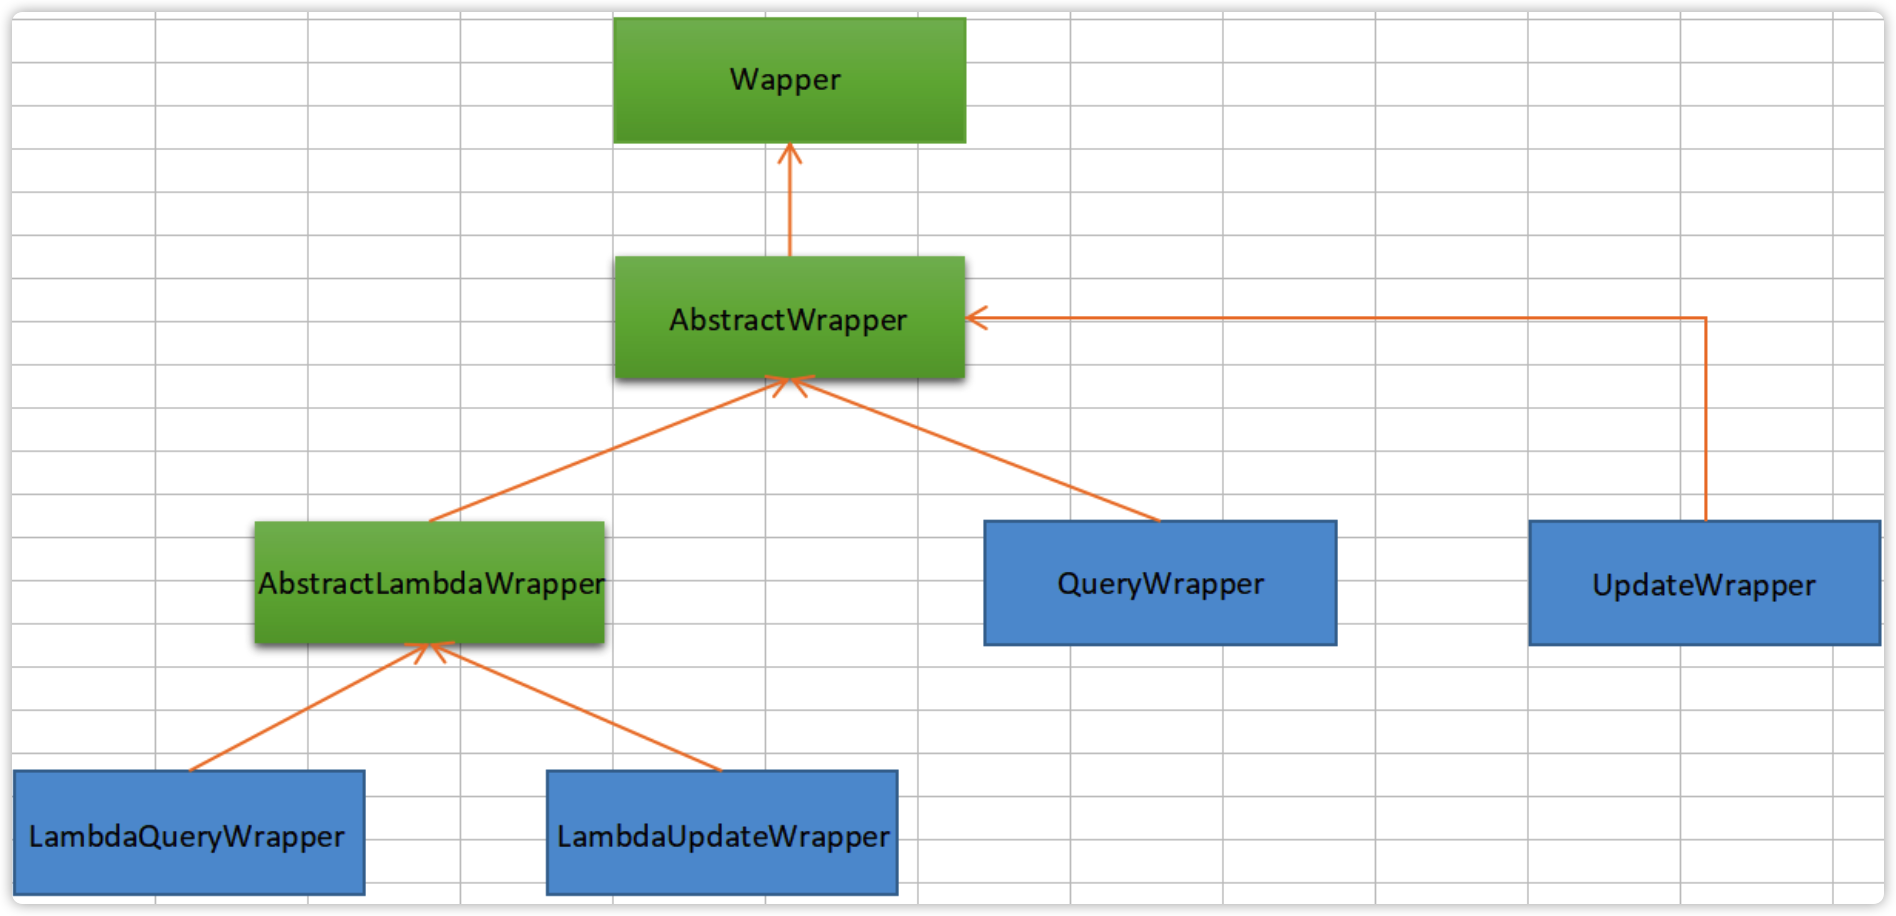 Wapper
AbstractWrapper
AbstractLambdaWrapper
QueryWrapper
UpdateWrapper
LambdaQueryWrapper
LambdaUpdateWrapper